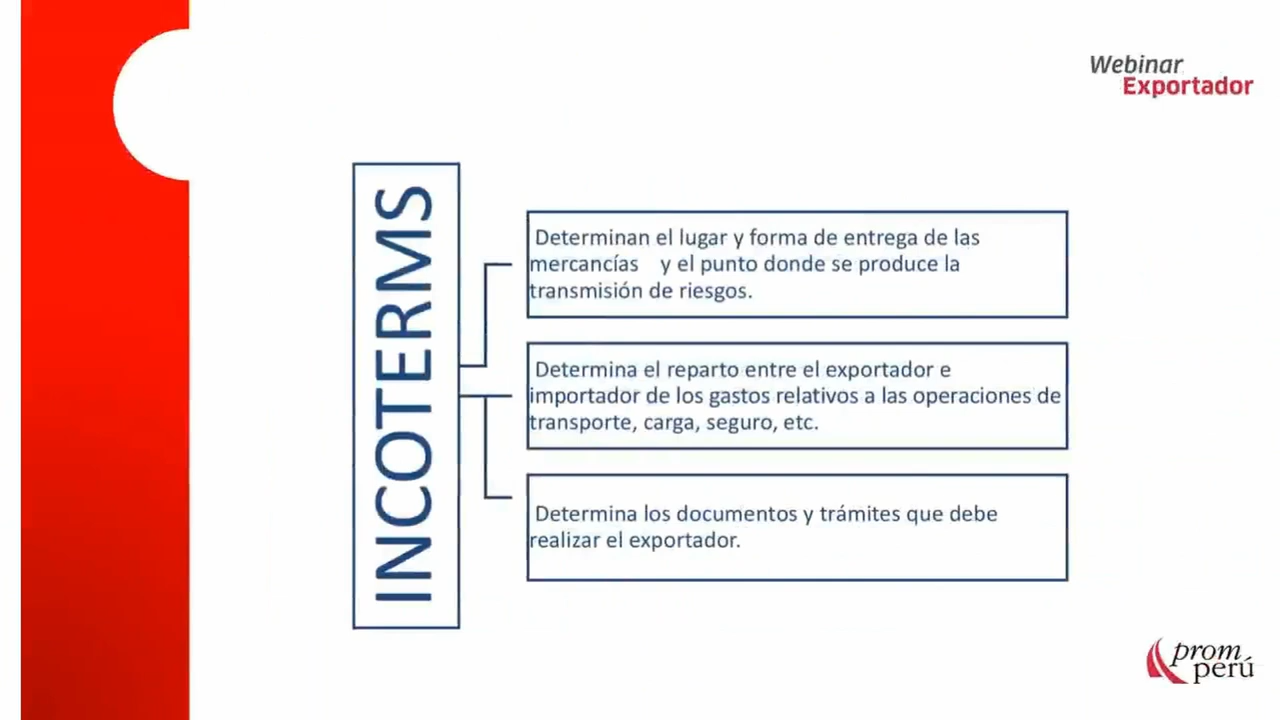 Webinar
Exportador
INCOTERMS
Determinan el lugar y forma de entrega de las
mercancías y el punto donde se produce la
transmisión de riesgos.
Determina el reparto entre el exportador e
importador de los gastos relativos a las operaciones de
transporte, carga, seguro, etc.
Determina los documentos y trámites que debe
realizar el exportador.
prom
perú